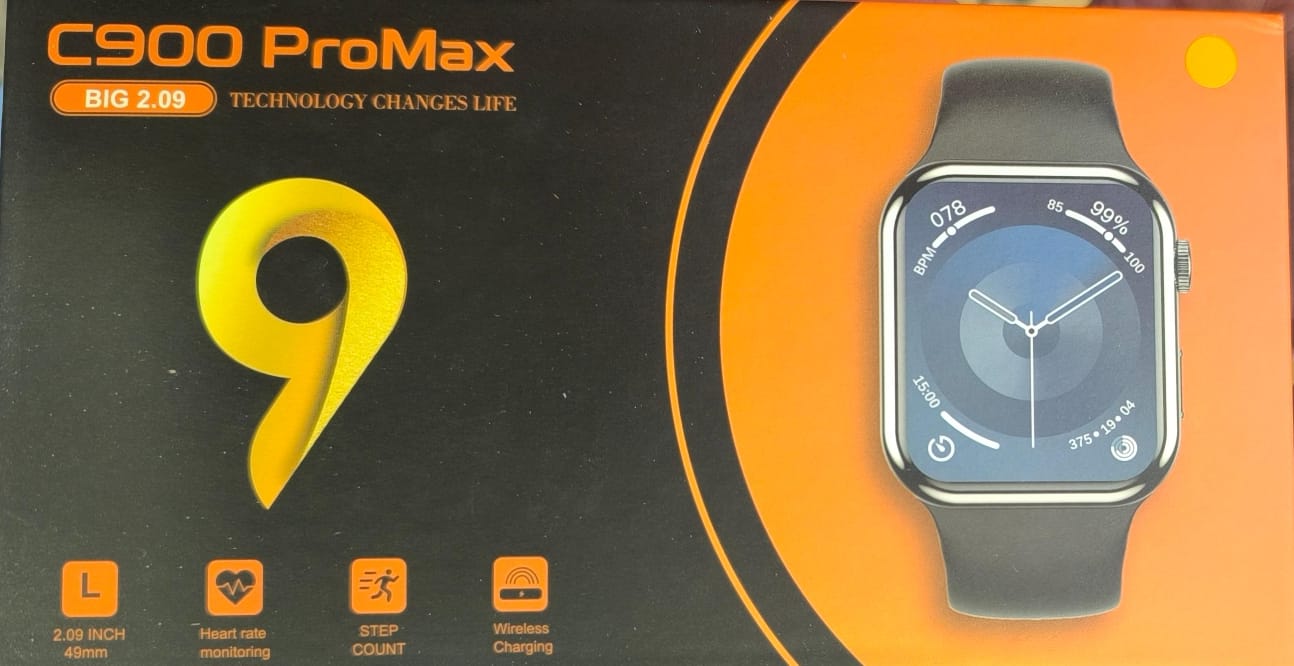 C900 ProMax
BIG 2.09 TECHNOLOGY CHANGES LIFE
9
L
2.09 INCH
49mm
Heart rate
monitoring
STEP
COUNT
Wireless
Charging
078
BPM
85 99% 100
15:00
375•19•04